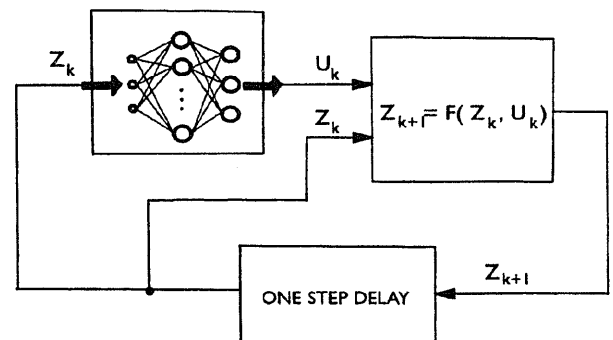 Z_k
U_k
Z_k
Z_{k+1} = F( Z_k, U_k )
Z_{k+1}
ONE STEP DELAY